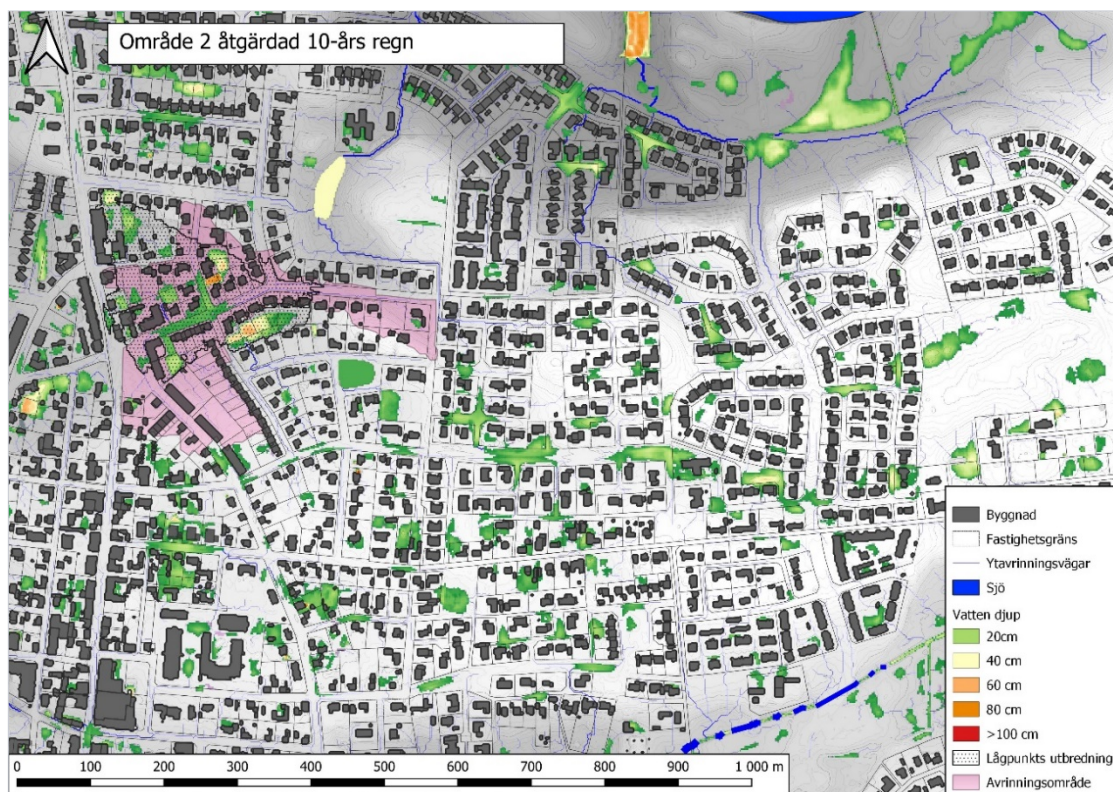 Område 2 åtgärdad 10-års regn
Byggnad
Fastighetsgräns
Ytavrinningsvägar
Sjö
Vatten djup
20cm
40 cm
60 cm
80 cm
>100 cm
Lågpunkts utbredning
Avrinningsområde
0 100 200 300 400 500 600 700 800 900 1 000 m